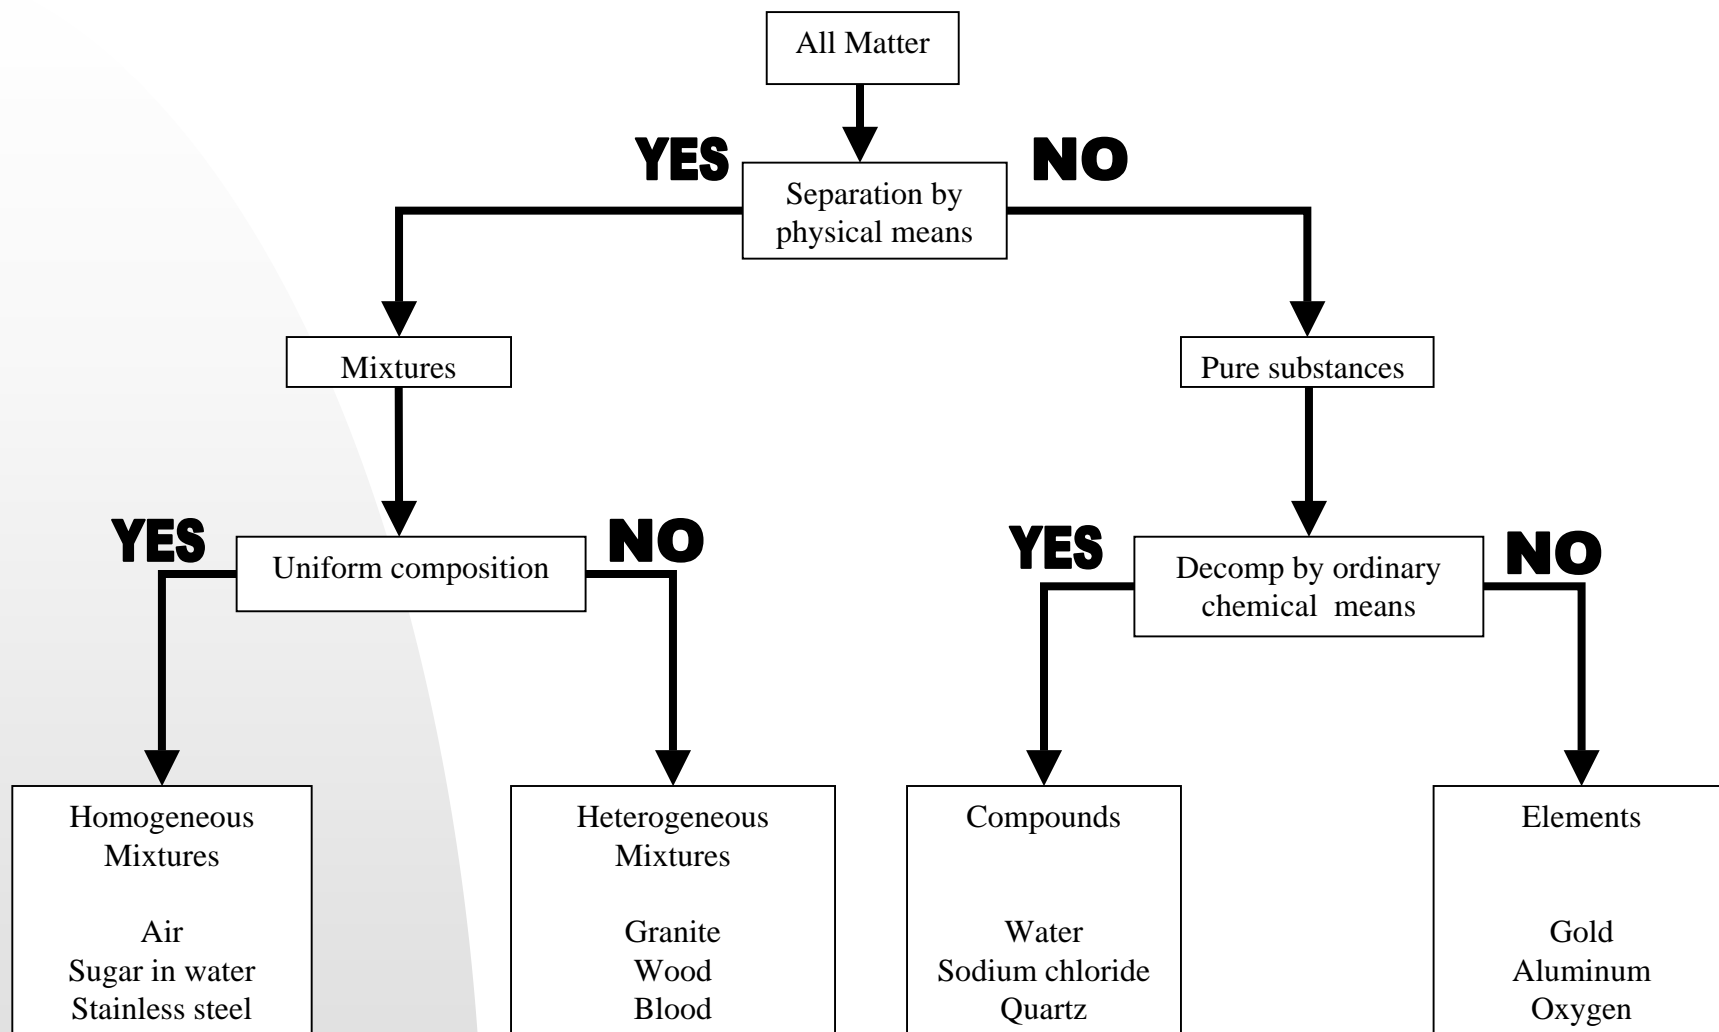 All Matter
YES
NO
Separation by
physical means
Mixtures
Pure substances
YES
NO
Uniform composition
YES
NO
Decomp by ordinary
chemical means
Homogeneous
Mixtures
Air
Sugar in water
Stainless steel
Heterogeneous
Mixtures
Granite
Wood
Blood
Compounds
Water
Sodium chloride
Quartz
Elements
Gold
Aluminum
Oxygen